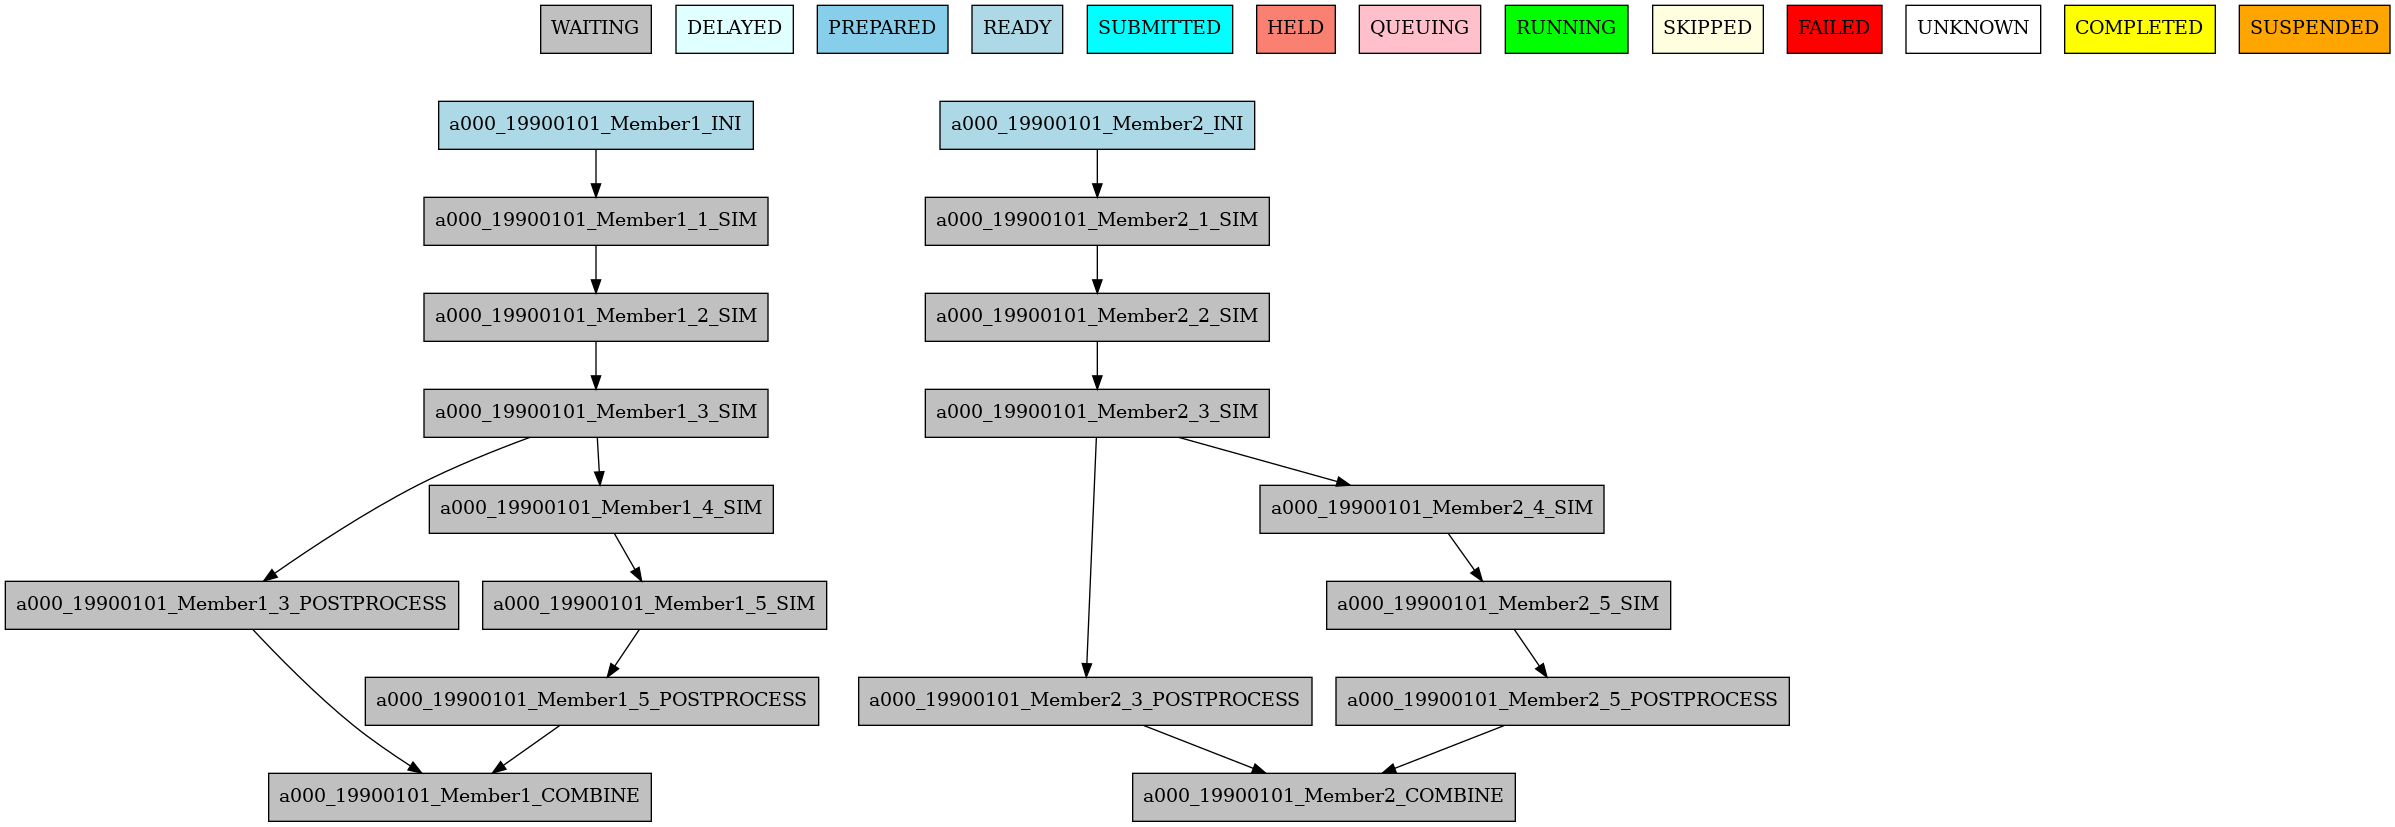 WAITING DELAYED PREPARED READY SUBMITTED HELD QUEUING RUNNING SKIPPED FAILED UNKNOWN COMPLETED SUSPENDED
a000_19900101_Member1_INI a000_19900101_Member2_INI
a000_19900101_Member1_1_SIM a000_19900101_Member2_1_SIM
a000_19900101_Member1_2_SIM a000_19900101_Member2_2_SIM
a000_19900101_Member1_3_SIM a000_19900101_Member2_3_SIM
a000_19900101_Member1_4_SIM a000_19900101_Member2_4_SIM
a000_19900101_Member1_3_POSTPROCESS a000_19900101_Member1_5_SIM a000_19900101_Member2_5_SIM
a000_19900101_Member1_5_POSTPROCESS a000_19900101_Member2_3_POSTPROCESS a000_19900101_Member2_5_POSTPROCESS
a000_19900101_Member1_COMBINE a000_19900101_Member2_COMBINE